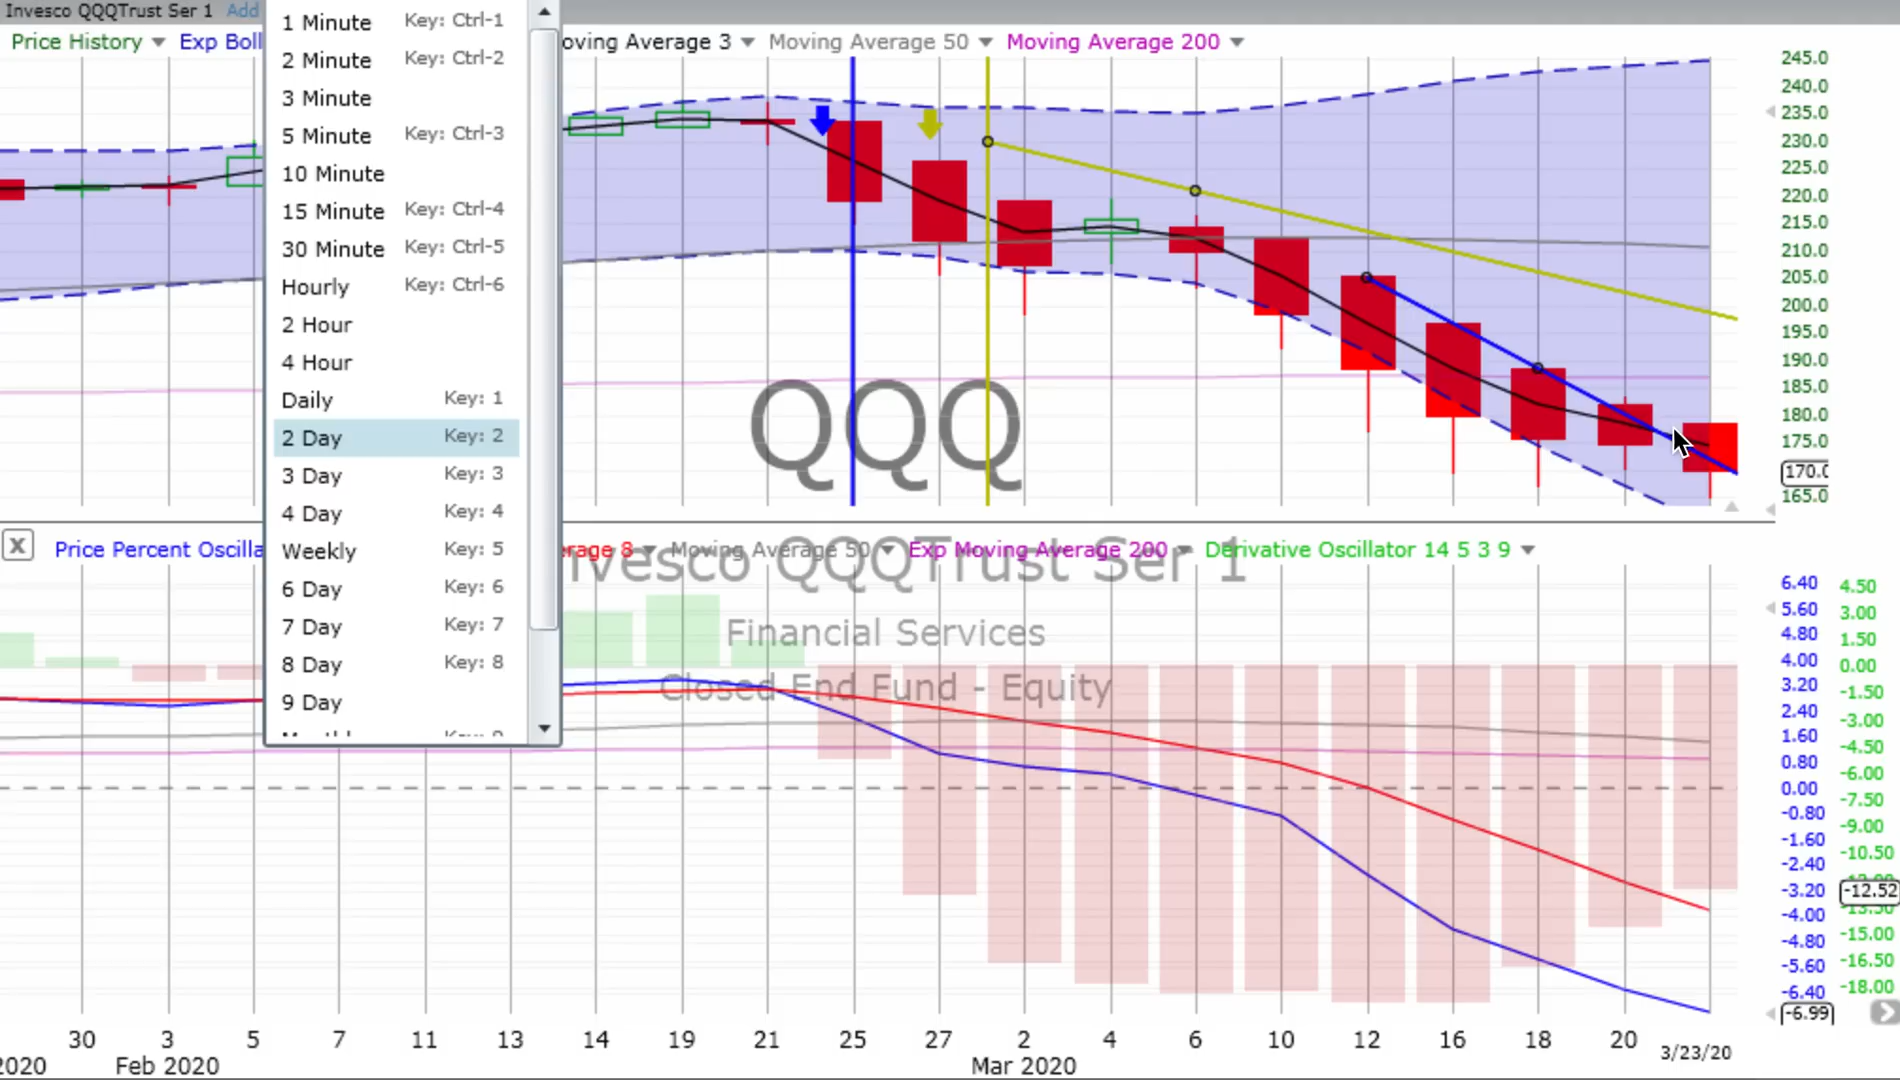 Invesco QQQTrust Ser 1 Add
Price History Exp Boll oving Average 3 Moving Average 50 Moving Average 200
1 Minute Key: Ctrl-1
2 Minute Key: Ctrl-2
3 Minute
5 Minute Key: Ctrl-3
10 Minute
15 Minute Key: Ctrl-4
30 Minute Key: Ctrl-5
Hourly Key: Ctrl-6
2 Hour
4 Hour
Daily Key: 1
2 Day Key: 2
3 Day Key: 3
4 Day Key: 4
Weekly Key: 5
6 Day Key: 6
7 Day Key: 7
8 Day Key: 8
9 Day
245.0
240.0
235.0
230.0
225.0
220.0
215.0
210.0
205.0
200.0
195.0
190.0
185.0
180.0
175.0
170.0
165.0
QQQ
X Price Percent Oscilla erage 8 Moving Average 50 Exp Moving Average 200 Derivative Oscillator 14 5 3 9
nvesco QQQTrust Ser 1
Financial Services
Closed End Fund - Equity
6.40
5.60
4.80
4.00
3.20
2.40
1.60
0.80
0.00
-0.80
-1.60
-2.40
-3.20
-4.00
-4.80
-5.60
-6.40
-6.99
4.50
3.00
1.50
0.00
-1.50
-3.00
-4.50
-6.00
-7.50
-9.00
-10.50
-12.52
-13.50
-15.00
-16.50
-18.00
30 3 5 7 11 13 14 19 21 25 27 2 4 6 10 12 16 18 20 3/23/20
2020 Feb 2020 Mar 2020